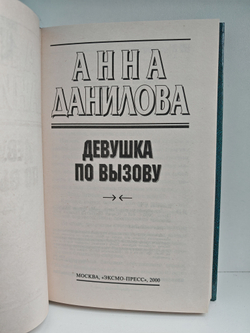 АННА
ДАНИЛОВА
ДЕВУШКА
ПО ВЫЗОВУ
МОСКВА, «ЭКСМО-ПРЕСС», 2000